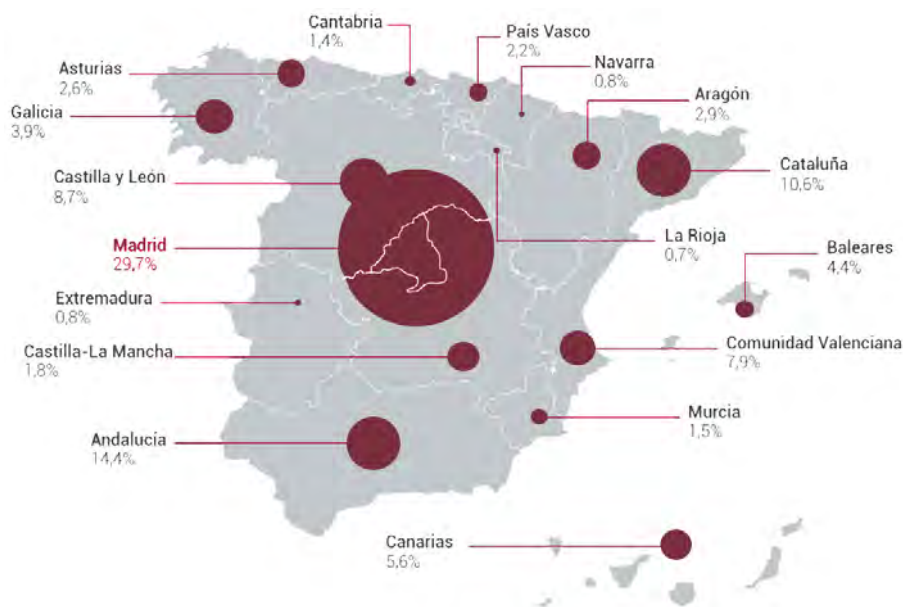 Cantabria
1,4%
País Vasco
2,2%
Navarra
0,8%
Asturias
2,6%
Aragón
2,9%
Galicia
3,9%
Cataluña
10,6%
Castilla y León
8,7%
La Rioja
0,7%
Madrid
29,7%
Baleares
4,4%
Extremadura
0,8%
Comunidad Valenciana
7,9%
Castilla-La Mancha
1,8%
Murcia
1,5%
Andalucía
14,4%
Canarias
5,6%